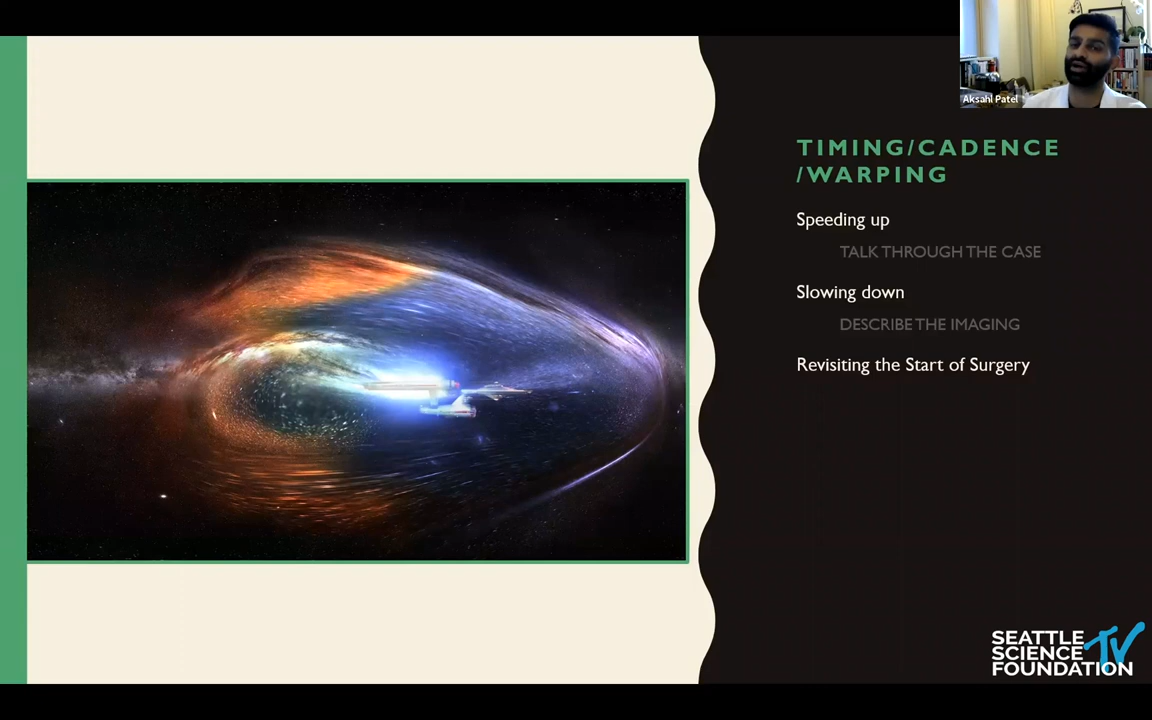 Aksahl Patel
TIMING/CADENCE
/WARPING
Speeding up
TALK THROUGH THE CASE
Slowing down
DESCRIBE THE IMAGING
Revisiting the Start of Surgery
SEATTLE
SCIENCE
FOUNDATION
TV